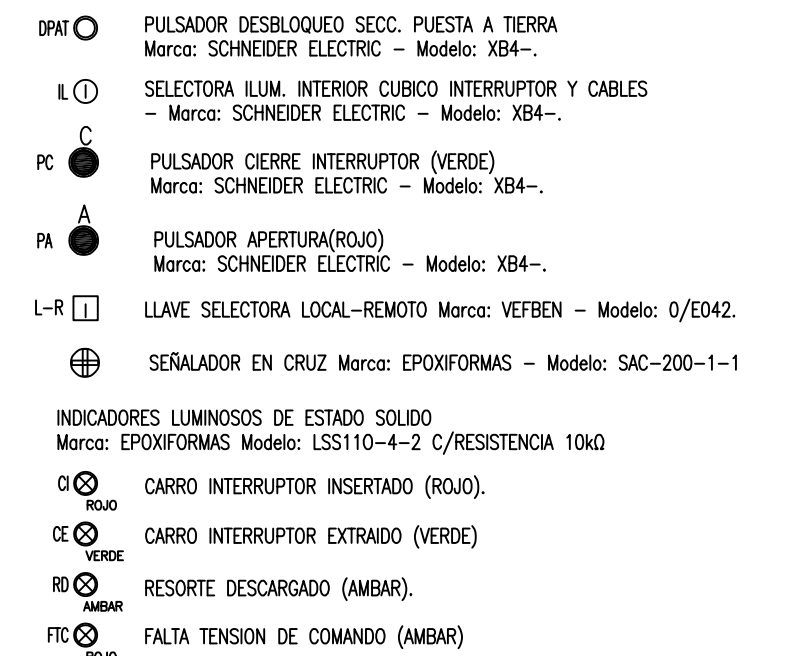 DPAT PULSADOR DESBLOQUEO SECC. PUESTA A TIERRA
Marca: SCHNEIDER ELECTRIC – Modelo: XB4–.
IL SELECTORA ILUM. INTERIOR CUBICO INTERRUPTOR Y CABLES
– Marca: SCHNEIDER ELECTRIC – Modelo: XB4–.
C
PC PULSADOR CIERRE INTERRUPTOR (VERDE)
Marca: SCHNEIDER ELECTRIC – Modelo: XB4–.
A
PA PULSADOR APERTURA(ROJO)
Marca: SCHNEIDER ELECTRIC – Modelo: XB4–.
L–R LLAVE SELECTORA LOCAL–REMOTO Marca: VEFBEN – Modelo: 0/E042.
SEÑALADOR EN CRUZ Marca: EPOXIFORMAS – Modelo: SAC–200–1–1
INDICADORES LUMINOSOS DE ESTADO SOLIDO
Marca: EPOXIFORMAS Modelo: LSS110–4–2 C/RESISTENCIA 10kΩ
CI CARRO INTERRUPTOR INSERTADO (ROJO).
ROJO
CE CARRO INTERRUPTOR EXTRAIDO (VERDE)
VERDE
RD RESORTE DESCARGADO (AMBAR).
AMBAR
FTC FALTA TENSION DE COMANDO (AMBAR)
ROJO